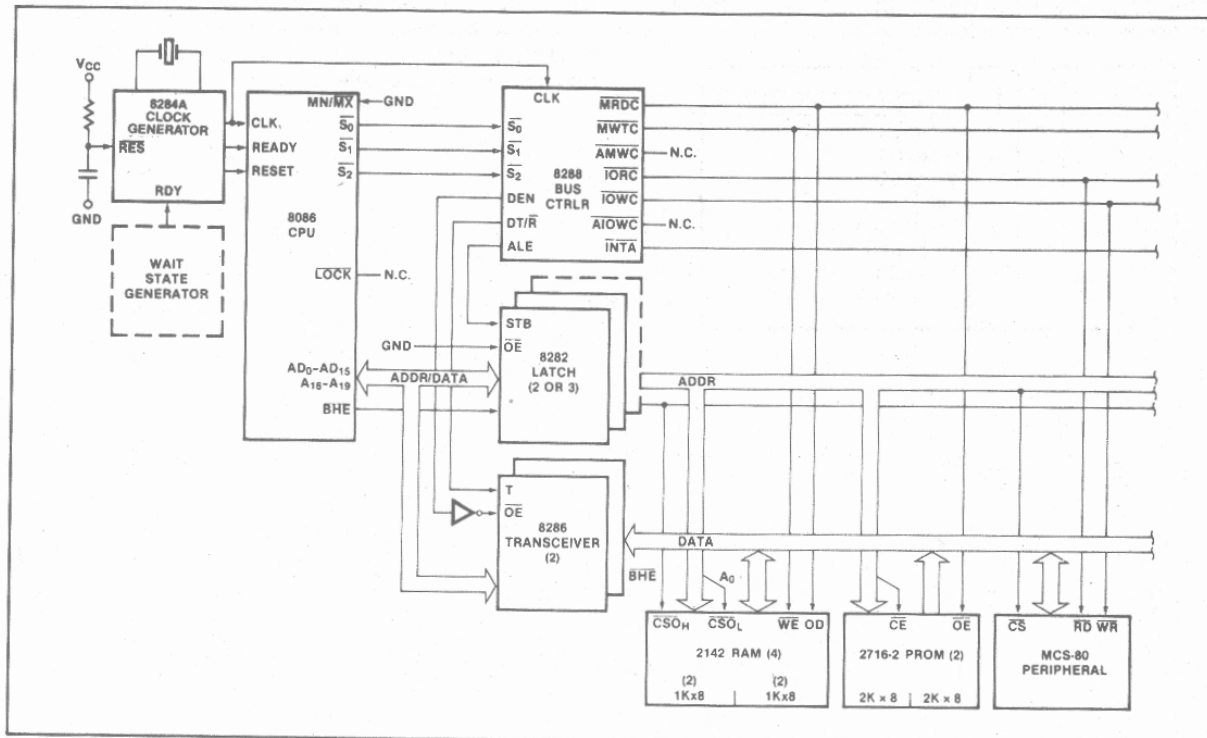 VCC
8284A
CLOCK
GENERATOR
RES
RDY
GND
WAIT
STATE
GENERATOR
CLK
READY
RESET
MN/MX
GND
S0
S1
S2
8086
CPU
LOCK
N.C.
AD0-AD15
A16-A19
BHE
ADDR/DATA
CLK
S0
S1
S2
DEN
DT/R
ALE
8288
BUS
CTRLR
MRDC
MWTC
AMWC
N.C.
IORC
IOWC
AIOWC
N.C.
INTA
STB
GND
OE
8282
LATCH
(2 OR 3)
ADDR
T
OE
8286
TRANSCEIVER
(2)
DATA
BHE
A0
CSOH
CSOL
WE OD
2142 RAM (4)
(2)
1Kx8
(2)
1Kx8
CE
OE
2716-2 PROM (2)
2K × 8
2K × 8
CS
RD WR
MCS-80
PERIPHERAL